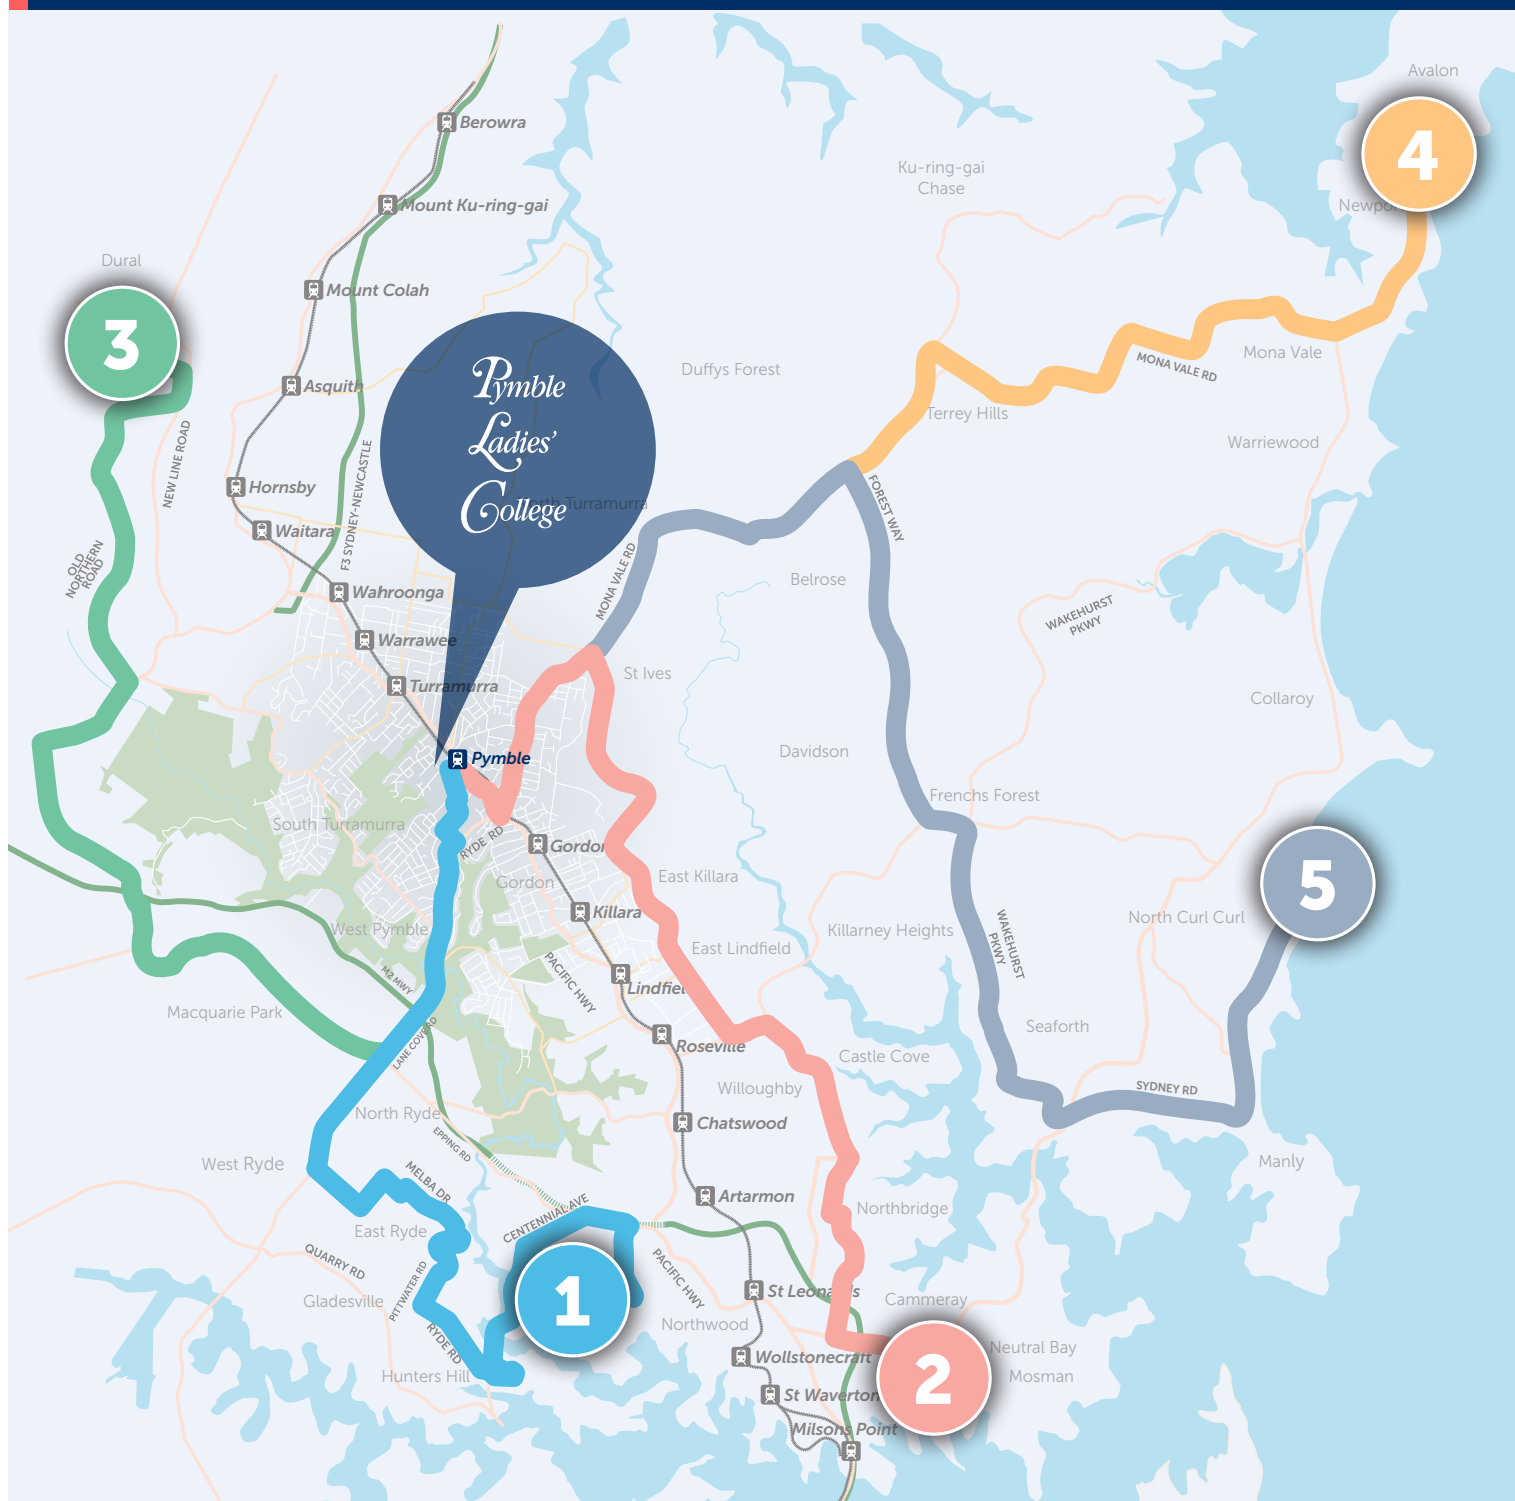 Avalon
Berowra
4
Ku-ring-gai
Chase
Mount Ku-ring-gai
Newpor
Dural
Mount Colah
3
Mona Vale
MONA VALE RD
Duffys Forest
Asquith
Pymble
Ladies’
College
Terrey Hills
Warriewood
NEW LINE ROAD
F3 SYDNEY-NEWCASTLE
Hornsby
North Turramurra
FOREST WAY
Waitara
OLD
NORTHERN
ROAD
MONA VALE RD
Belrose
Wahroonga
WAKEHURST
PKWY
Warrawee
St Ives
Turramurra
Collaroy
Davidson
Pymble
Frenchs Forest
South Turramurra
RYDE RD
Gordon
East Killara
Gordon
5
Killara
North Curl Curl
West Pymble
Killarney Heights
WAKEHURST
PKWY
East Lindfield
M2 MWY
PACIFIC HWY
Lindfiel
Macquarie Park
LANE COVE RD
Seaforth
Roseville
Castle Cove
Willoughby
SYDNEY RD
North Ryde
Chatswood
EPPING RD
West Ryde
Manly
MELBA DR
Artarmon
CENTENNIAL AVE
Northbridge
East Ryde
QUARRY RD
PITTWATER RD
PACIFIC HWY
St Leonards
Gladesville
1
Cammeray
Northwood
RYDE RD
Neutral Bay
Wollstonecraft
Hunters Hill
2
Mosman
St Waverton
Milsons Point